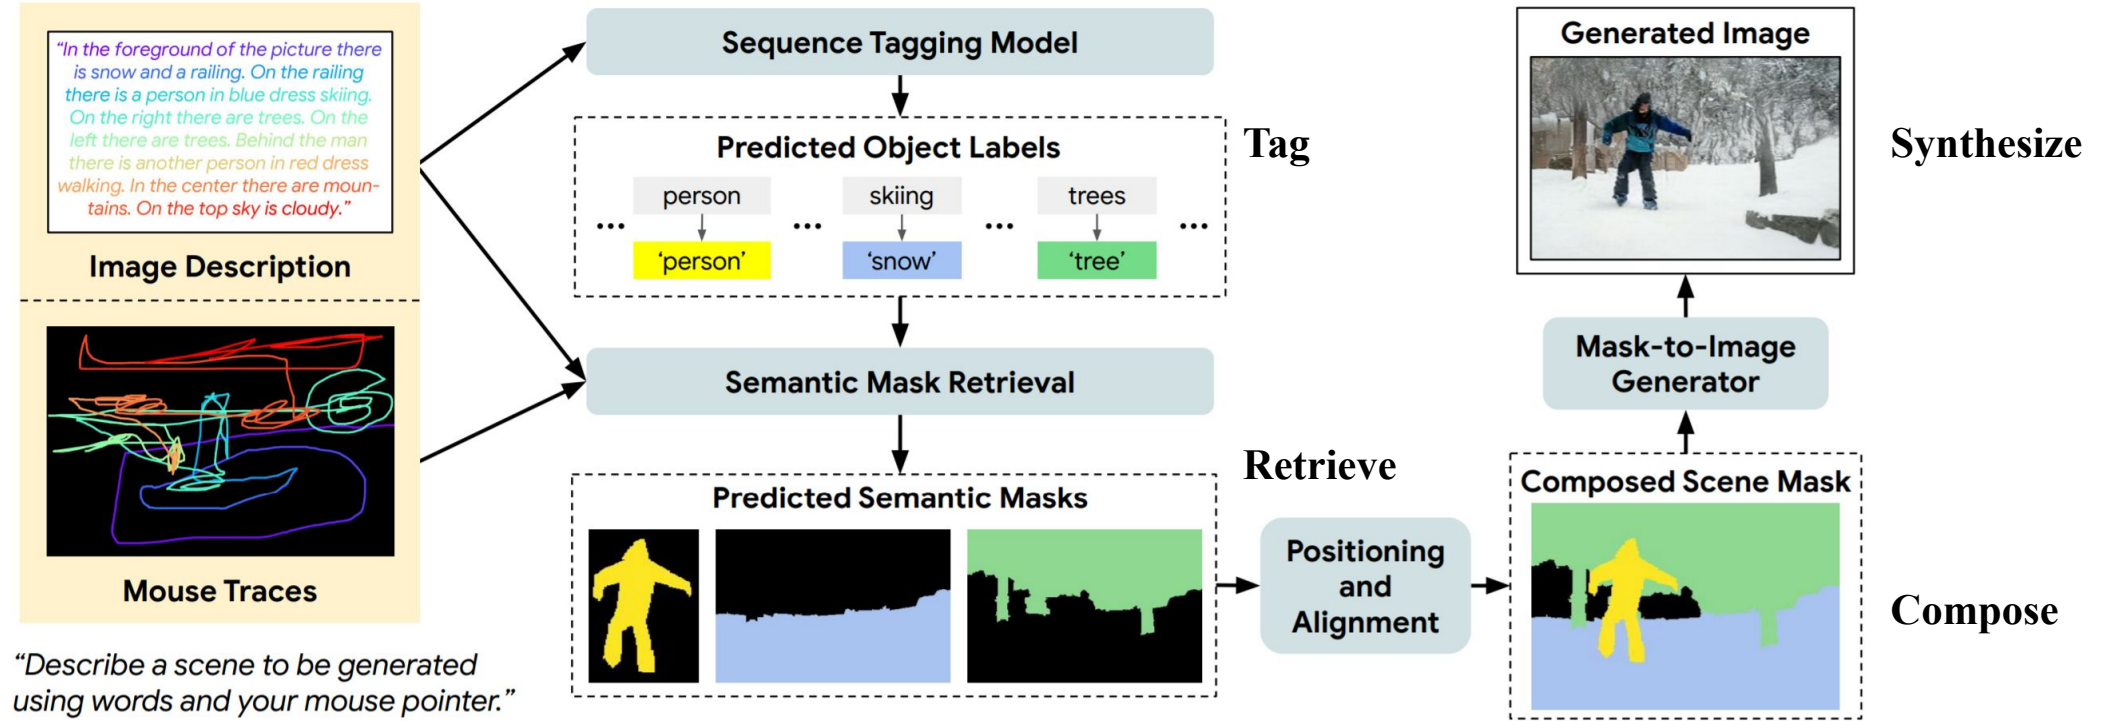 “In the foreground of the picture there
is snow and a railing. On the railing
there is a person in blue dress skiing.
On the right there are trees. On the
left there are trees. Behind the man
there is another person in red dress
walking. In the center there are moun-
tains. On the top sky is cloudy.”
Image Description
Mouse Traces
“Describe a scene to be generated
using words and your mouse pointer.”
Sequence Tagging Model
Predicted Object Labels
... person ... skiing ... trees ...
‘person’ ‘snow’ ‘tree’
Tag
Semantic Mask Retrieval
Retrieve
Predicted Semantic Masks
Positioning
and
Alignment
Composed Scene Mask
Compose
Mask-to-Image
Generator
Generated Image
Synthesize